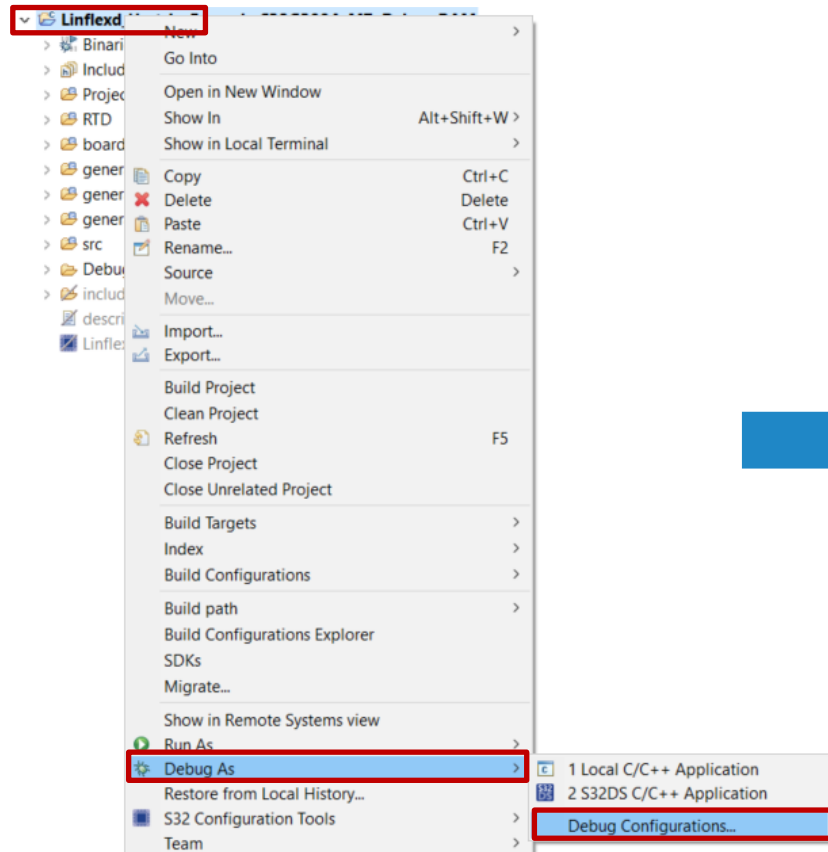 Linflexd_
New
Binari
Go Into
Includ
Projec
Open in New Window
RTD
Show In Alt+Shift+W
board
Show in Local Terminal
gener
Copy Ctrl+C
gener
Delete Delete
gener
Paste Ctrl+V
src
Rename... F2
Debu
Source
includ
Move...
descri
Import...
Linfle
Export...
Build Project
Clean Project
Refresh F5
Close Project
Close Unrelated Project
Build Targets
Index
Build Configurations
Build path
Build Configurations Explorer
SDKs
Migrate...
Show in Remote Systems view
Run As
Debug As
1 Local C/C++ Application
Restore from Local History...
2 S32DS C/C++ Application
S32 Configuration Tools
Debug Configurations...
Team